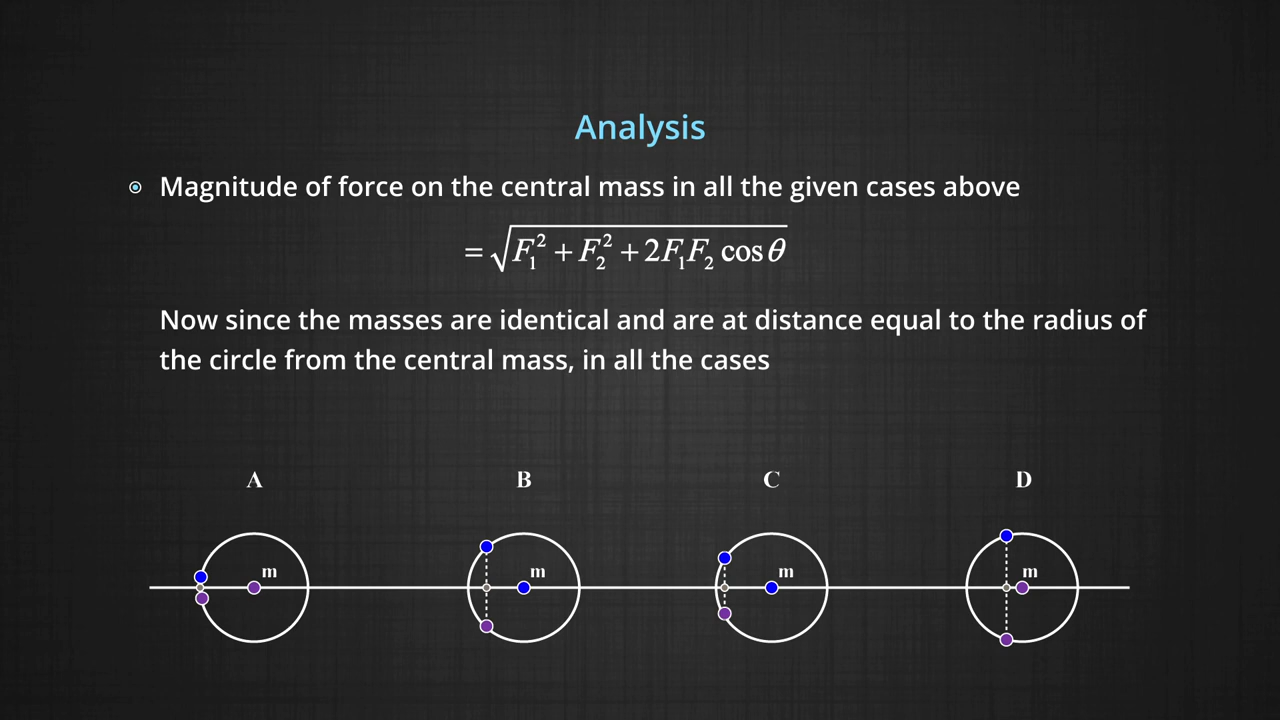 Analysis
Magnitude of force on the central mass in all the given cases above
= √(F₁² + F₂² + 2F₁F₂ cos θ)
Now since the masses are identical and are at distance equal to the radius of
the circle from the central mass, in all the cases
A B C D
m m m m